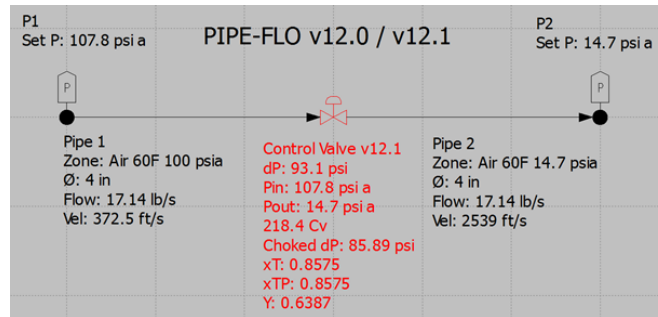 P1
Set P: 107.8 psi a
PIPE-FLO v12.0 / v12.1
P2
Set P: 14.7 psi a
P
P
Pipe 1
Zone: Air 60F 100 psia
Ø: 4 in
Flow: 17.14 lb/s
Vel: 372.5 ft/s
Control Valve v12.1
dP: 93.1 psi
Pin: 107.8 psi a
Pout: 14.7 psi a
218.4 Cv
Choked dP: 85.89 psi
xT: 0.8575
xTP: 0.8575
Y: 0.6387
Pipe 2
Zone: Air 60F 14.7 psia
Ø: 4 in
Flow: 17.14 lb/s
Vel: 2539 ft/s